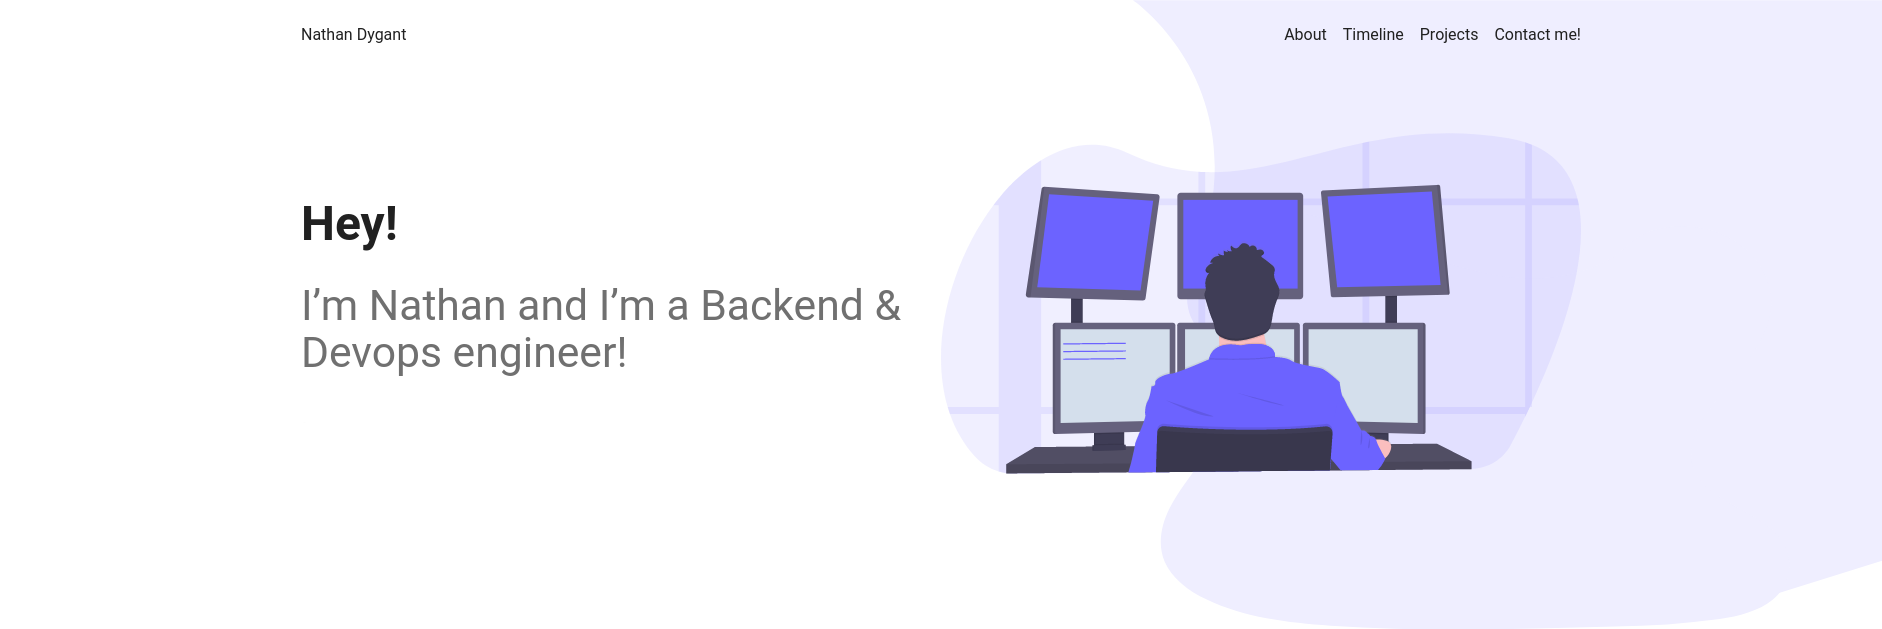 Nathan Dygant
About Timeline Projects Contact me!
Hey!
I’m Nathan and I’m a Backend &
Devops engineer!